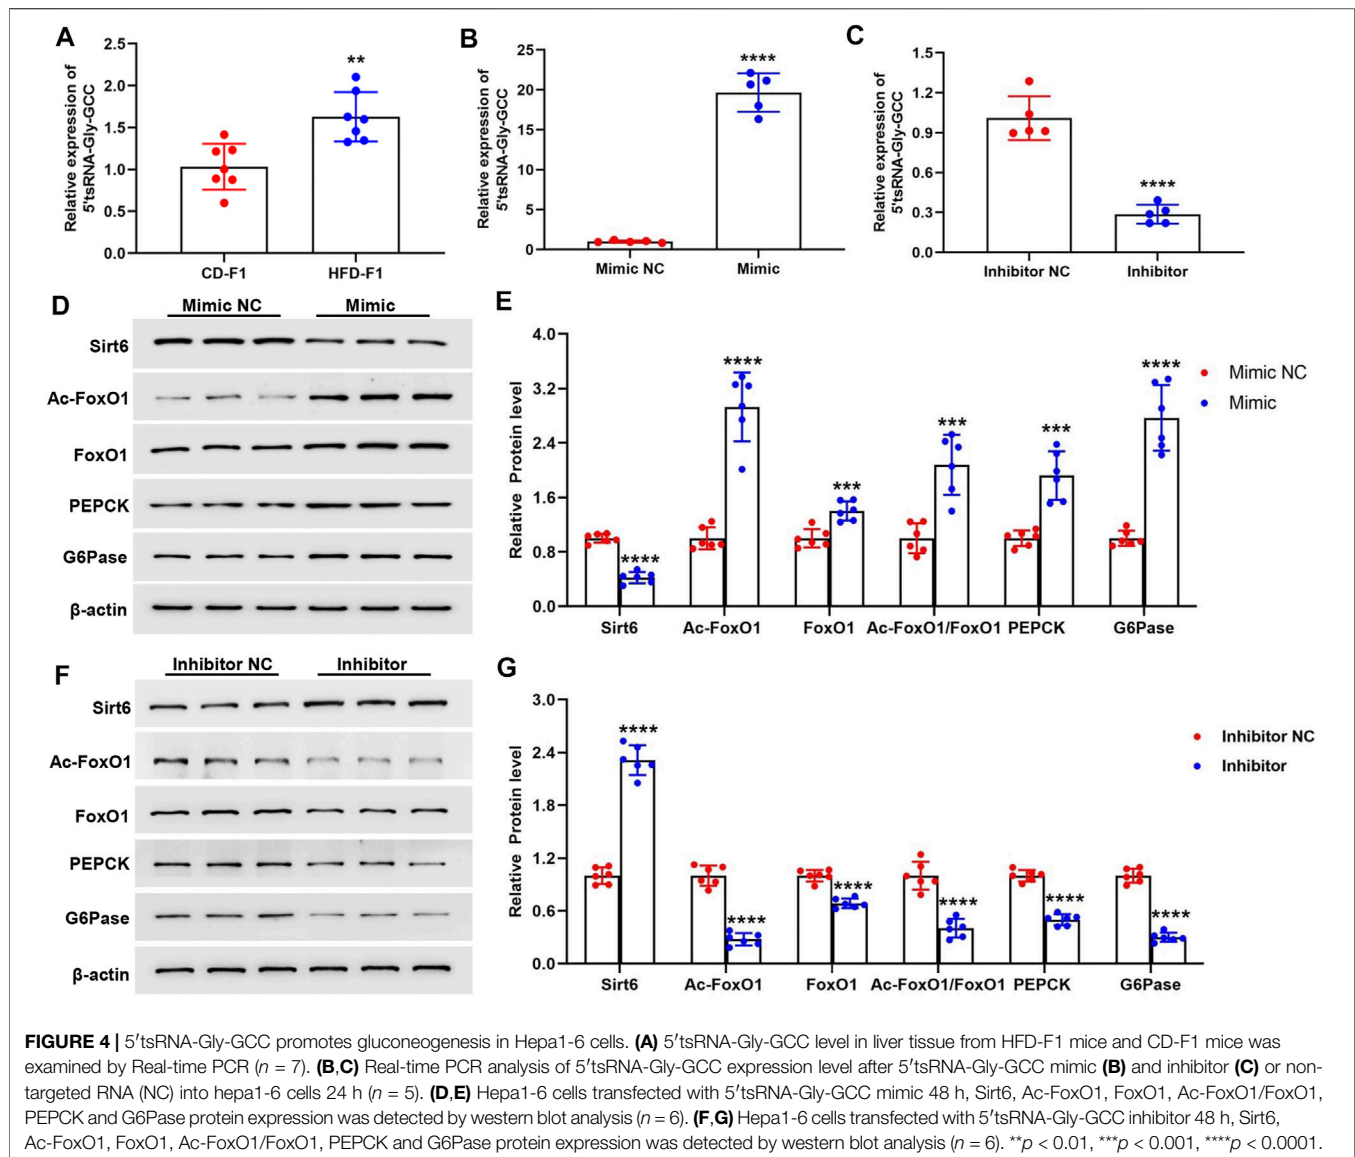 A
Relative expression of
5'tsRNA-Gly-GCC
2.5
2.0
1.5
1.0
0.5
0.0
**
CD-F1
HFD-F1
B
Relative expression of
5'tsRNA-Gly-GCC
25
20
15
10
5
0
****
Mimic NC
Mimic
C
Relative expression of
5'tsRNA-Gly-GCC
1.5
1.2
0.9
0.6
0.3
0.0
****
Inhibitor NC
Inhibitor
D
Mimic NC
Mimic
Sirt6
Ac-FoxO1
FoxO1
PEPCK
G6Pase
β-actin
E
Relative Protein level
4.0
3.2
2.4
1.6
0.8
0.0
****
****
***
***
***
****
Mimic NC
Mimic
Sirt6
Ac-FoxO1
FoxO1
Ac-FoxO1/FoxO1
PEPCK
G6Pase
F
Inhibitor NC
Inhibitor
Sirt6
Ac-FoxO1
FoxO1
PEPCK
G6Pase
β-actin
G
Relative Protein level
3.0
2.4
1.8
1.2
0.6
0.0
****
****
****
****
****
****
Inhibitor NC
Inhibitor
Sirt6
Ac-FoxO1
FoxO1
Ac-FoxO1/FoxO1
PEPCK
G6Pase
FIGURE 4 | 5′tsRNA-Gly-GCC promotes gluconeogenesis in Hepa1-6 cells. (A) 5′tsRNA-Gly-GCC level in liver tissue from HFD-F1 mice and CD-F1 mice was
examined by Real-time PCR (n = 7). (B,C) Real-time PCR analysis of 5′tsRNA-Gly-GCC expression level after 5′tsRNA-Gly-GCC mimic (B) and inhibitor (C) or non-
targeted RNA (NC) into hepa1-6 cells 24 h (n = 5). (D,E) Hepa1-6 cells transfected with 5′tsRNA-Gly-GCC mimic 48 h, Sirt6, Ac-FoxO1, FoxO1, Ac-FoxO1/FoxO1,
PEPCK and G6Pase protein expression was detected by western blot analysis (n = 6). (F,G) Hepa1-6 cells transfected with 5′tsRNA-Gly-GCC inhibitor 48 h, Sirt6,
Ac-FoxO1, FoxO1, Ac-FoxO1/FoxO1, PEPCK and G6Pase protein expression was detected by western blot analysis (n = 6). **p < 0.01, ***p < 0.001, ****p < 0.0001.